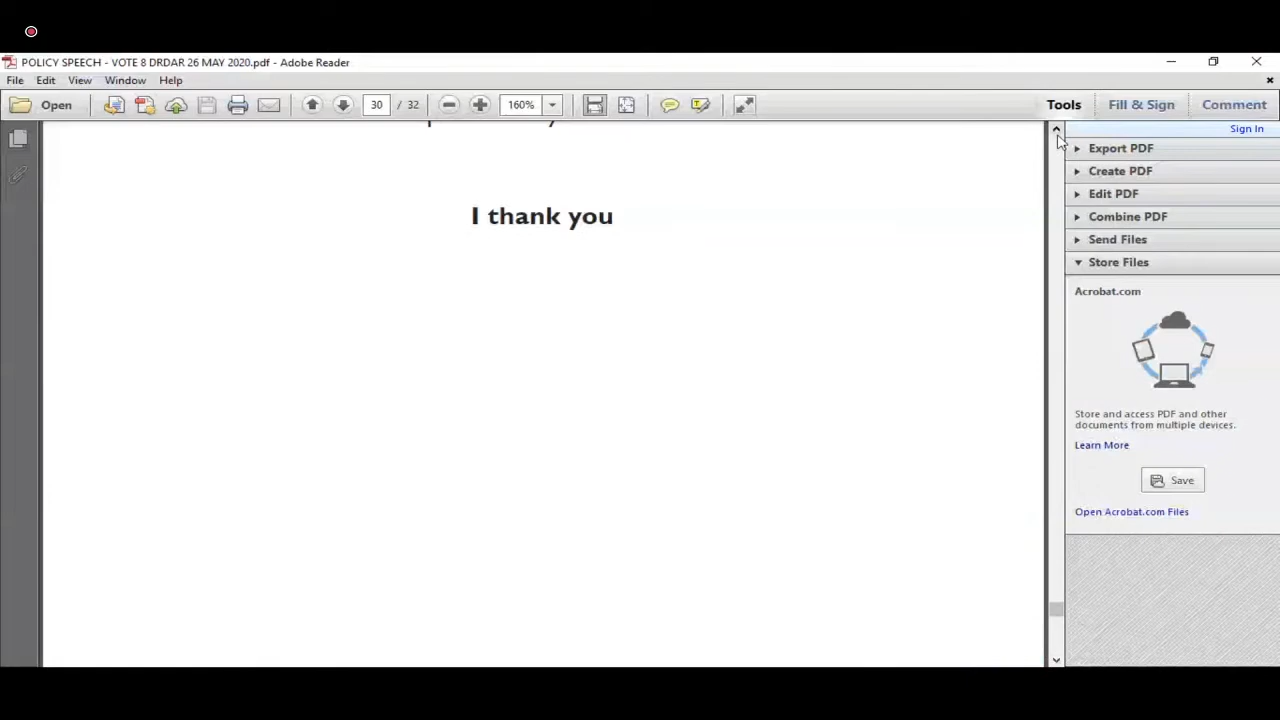 POLICY SPEECH - VOTE 8 DRDAR 26 MAY 2020.pdf - Adobe Reader
File Edit View Window Help
Open 30 / 32 160% Tools Fill & Sign Comment
Sign In
Export PDF
Create PDF
Edit PDF
Combine PDF
Send Files
Store Files
I thank you
Acrobat.com
Store and access PDF and other
documents from multiple devices.
Learn More
Save
Open Acrobat.com Files